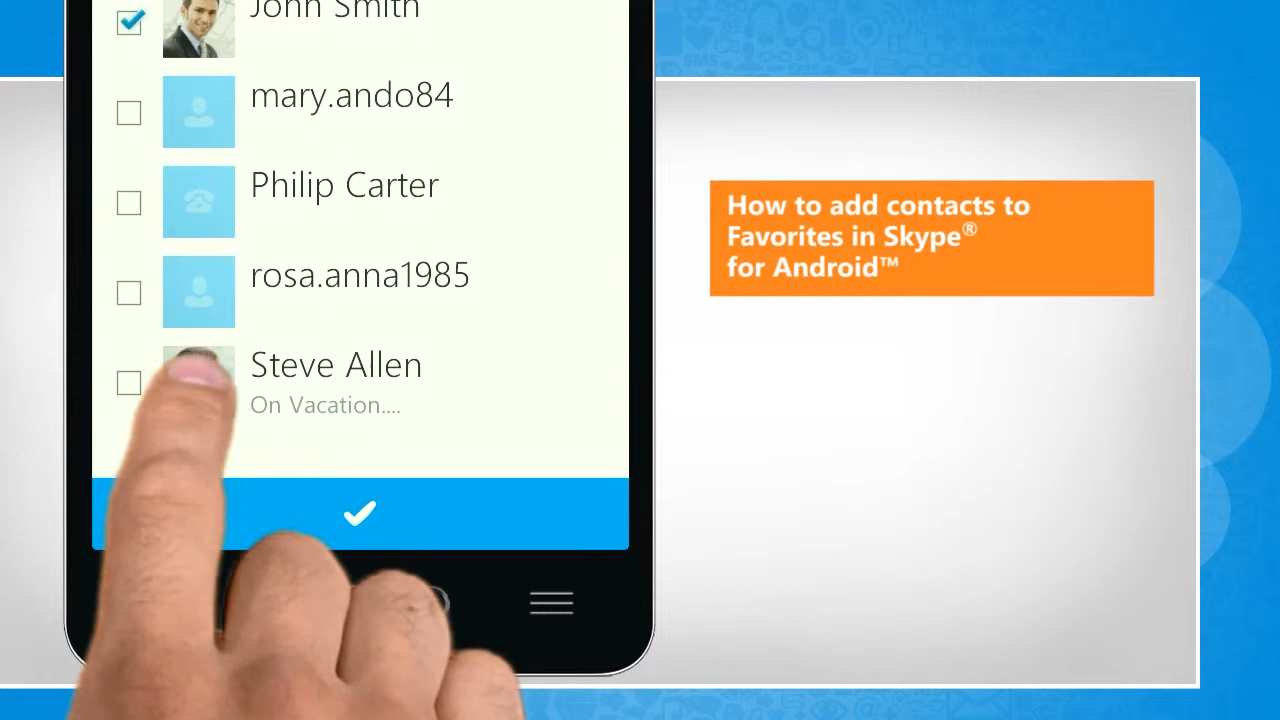 John Smith
mary.ando84
Philip Carter
rosa.anna1985
Steve Allen
On Vacation....
How to add contacts to
Favorites in Skype®
for Android™
SMS